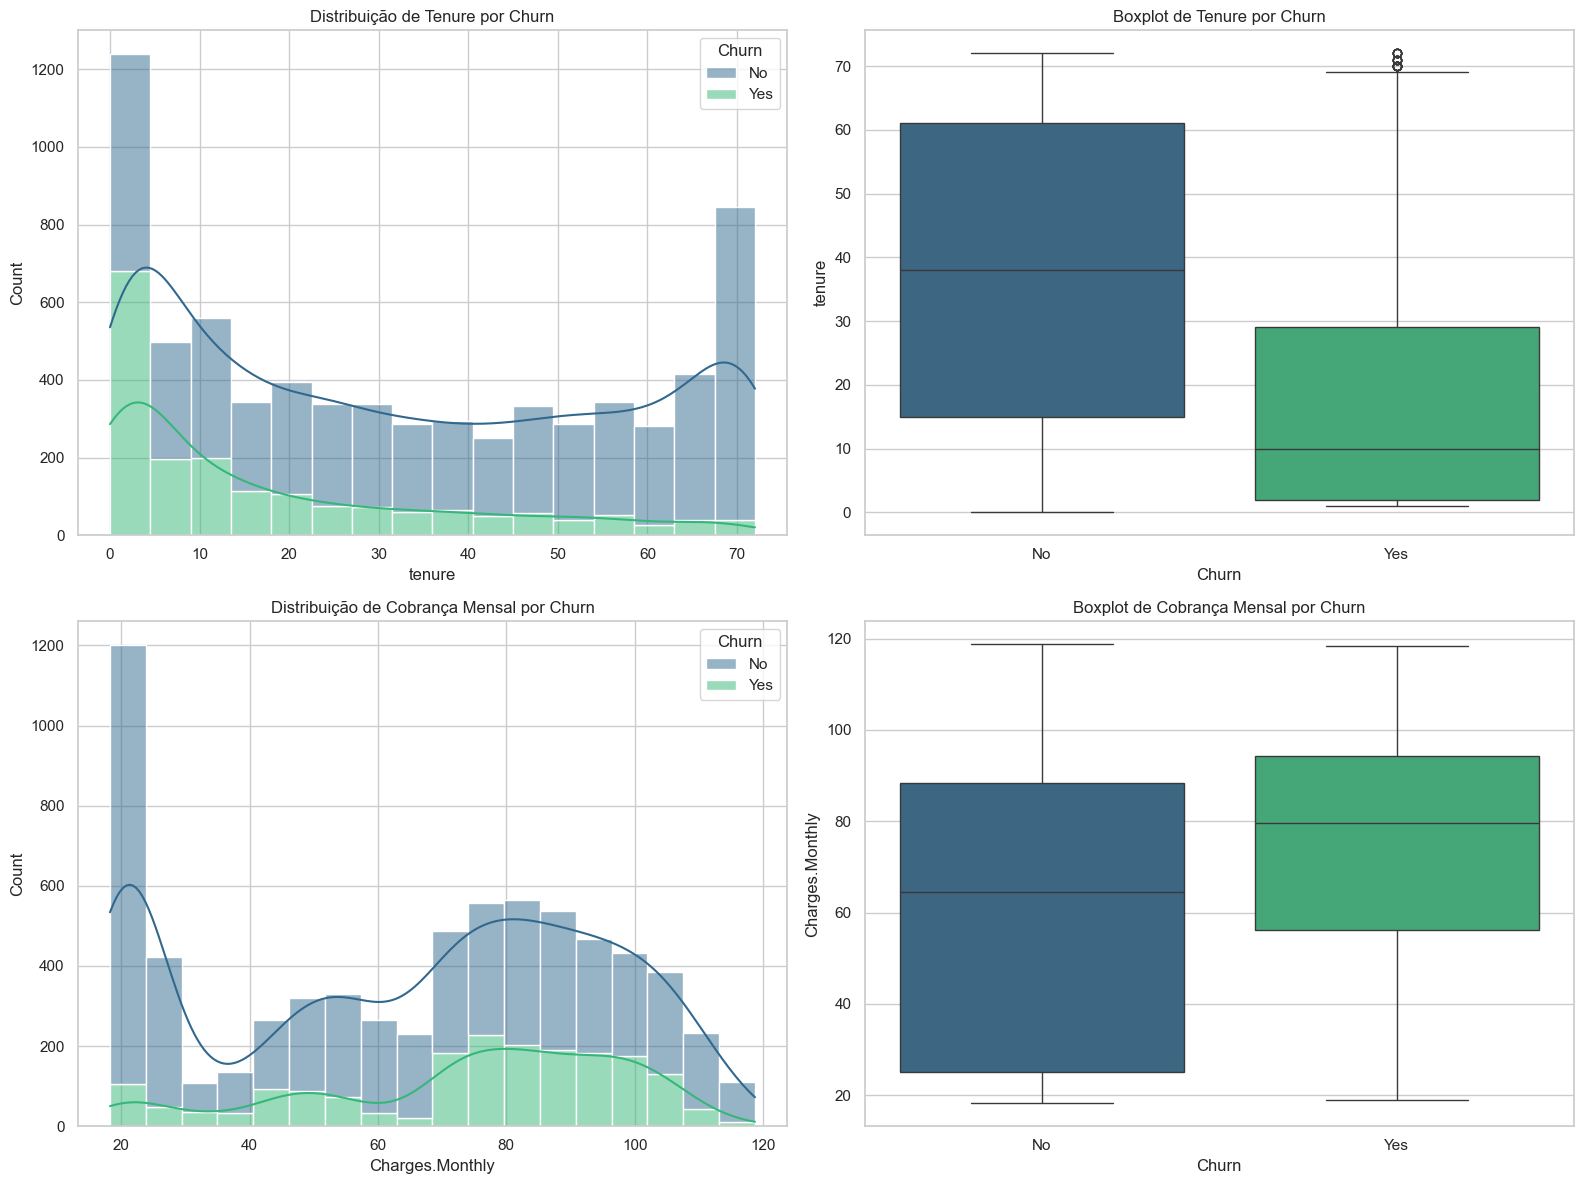 Distribuição de Tenure por Churn
Churn
No
Yes
1200
1000
800
600
400
200
0
Count
0 10 20 30 40 50 60 70
tenure
Boxplot de Tenure por Churn
70
60
50
40
30
20
10
0
tenure
No Yes
Churn
Distribuição de Cobrança Mensal por Churn
Churn
No
Yes
1200
1000
800
600
400
200
0
Count
20 40 60 80 100 120
Charges.Monthly
Boxplot de Cobrança Mensal por Churn
120
100
80
60
40
20
Charges.Monthly
No Yes
Churn